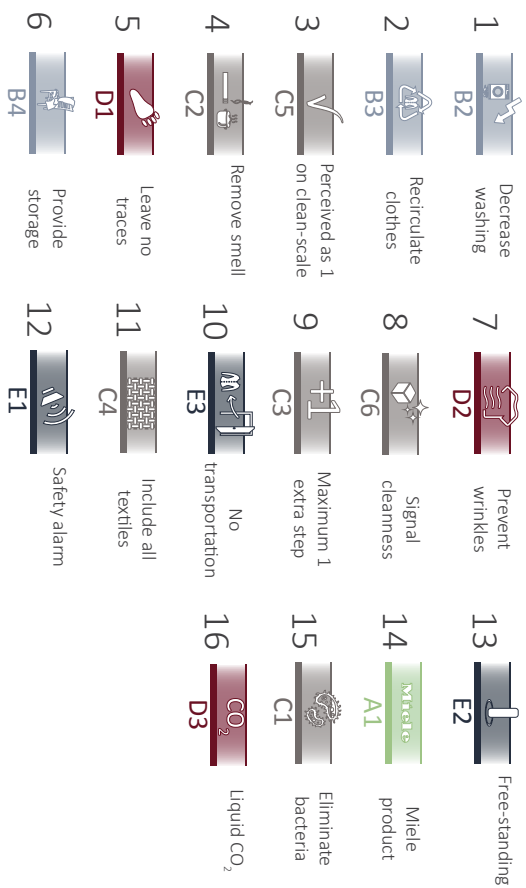 1
B2
Decrease
washing
2
B3
Recirculate
clothes
3
C5
Perceived as 1
on clean-scale
4
C2
Remove smell
5
D1
Leave no
traces
6
B4
Provide
storage
7
D2
Prevent
wrinkles
8
C6
Signal
cleanness
9
+1
C3
Maximum 1
extra step
10
E3
No
transportation
11
C4
Include all
textiles
12
E1
Safety alarm
13
E2
Free-standing
14
Miele
A1
Miele
product
15
C1
Eliminate
bacteria
16
CO₂
D3
Liquid CO₂